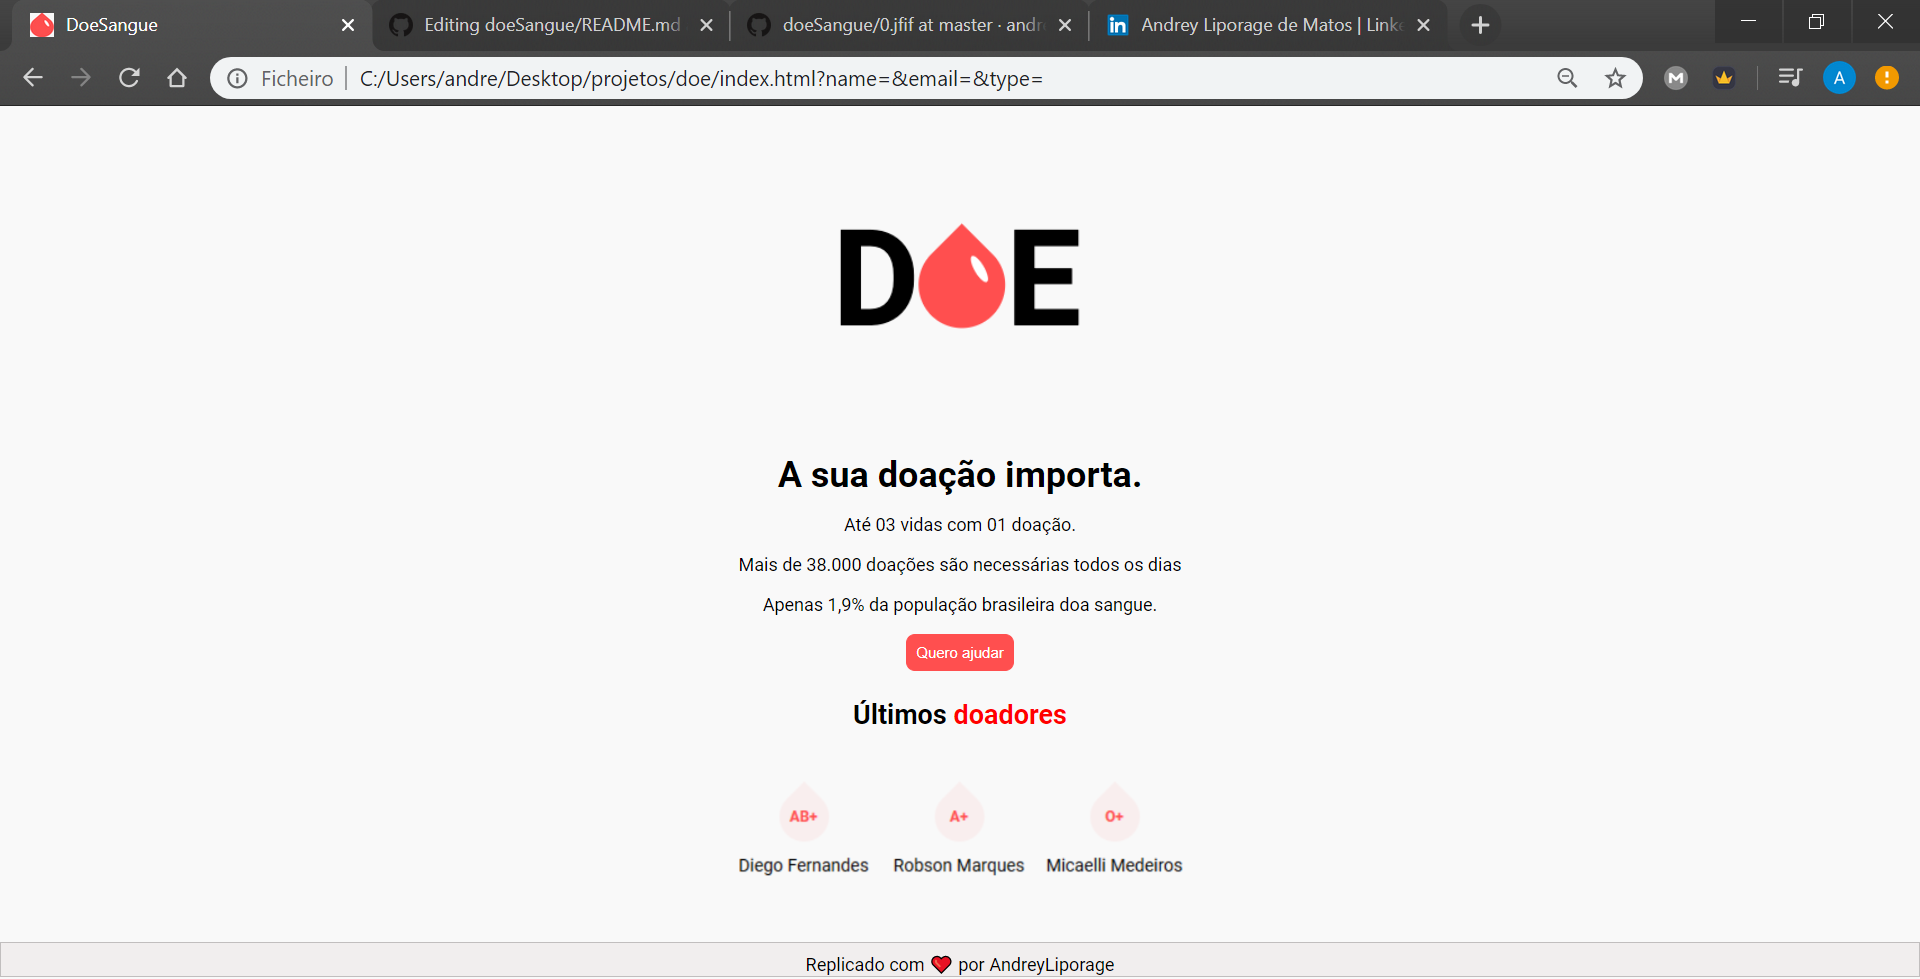 DoeSangue
Editing doeSangue/README.md
doeSangue/0.jfif at master · andr
Andrey Liporage de Matos | Linke
Ficheiro
C:/Users/andre/Desktop/projetos/doe/index.html?name=&email=&type=
M
A
DOE
A sua doação importa.
Até 03 vidas com 01 doação.
Mais de 38.000 doações são necessárias todos os dias
Apenas 1,9% da população brasileira doa sangue.
Quero ajudar
Últimos doadores
AB+ A+ O+
Diego Fernandes Robson Marques Micaelli Medeiros
Replicado com ❤ por AndreyLiporage